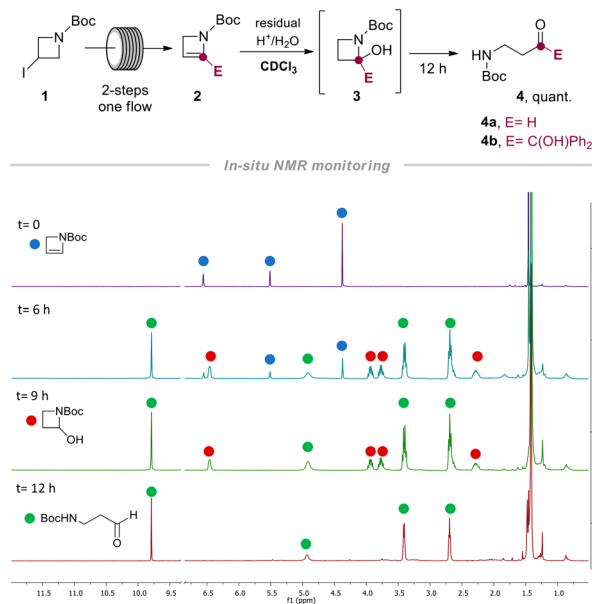 Boc
N
I
1
2-steps
one flow
Boc
N
E
2
residual
H⁺/H₂O
CDCl₃
Boc
N
OH
E
3
12 h
HN
Boc
O
E
4, quant.
4a, E= H
4b, E= C(OH)Ph₂
In-situ NMR monitoring
t= 0
NBoc
t= 6 h
t= 9 h
NBoc
OH
t= 12 h
BocHN
H
O
11.5 11.0 10.5 10.0 9.5 6.5 6.0 5.5 5.0 4.5 4.0 3.5 3.0 2.5 2.0 1.5 1.0
f1 (ppm)